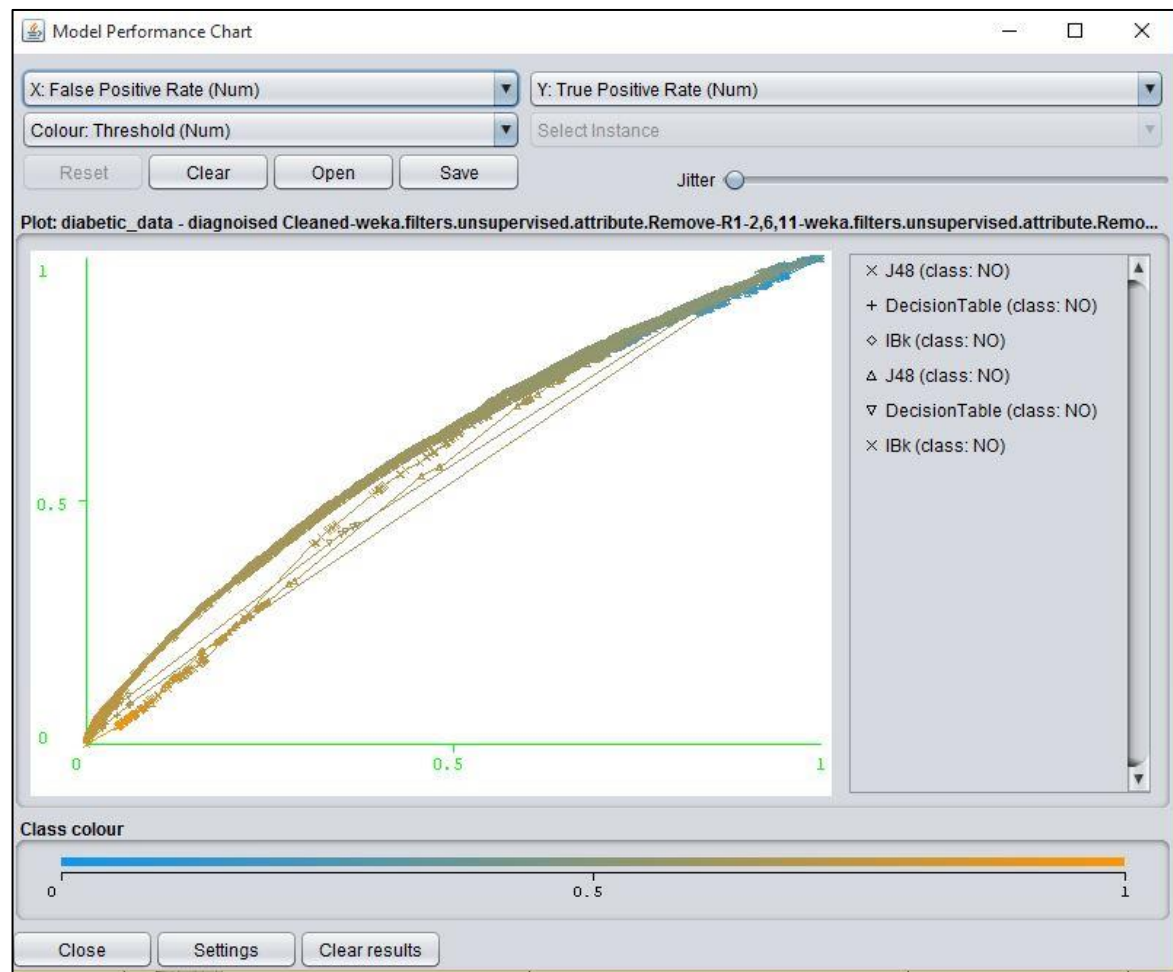 Model Performance Chart
X: False Positive Rate (Num)
Y: True Positive Rate (Num)
Colour: Threshold (Num)
Select Instance
Reset
Clear
Open
Save
Jitter
Plot: diabetic_data - diagnoised Cleaned-weka.filters.unsupervised.attribute.Remove-R1-2,6,11-weka.filters.unsupervised.attribute.Remo...
1
0.5
0
0
0.5
1
J48 (class: NO)
DecisionTable (class: NO)
IBk (class: NO)
J48 (class: NO)
DecisionTable (class: NO)
IBk (class: NO)
Class colour
0
0.5
1
Close
Settings
Clear results